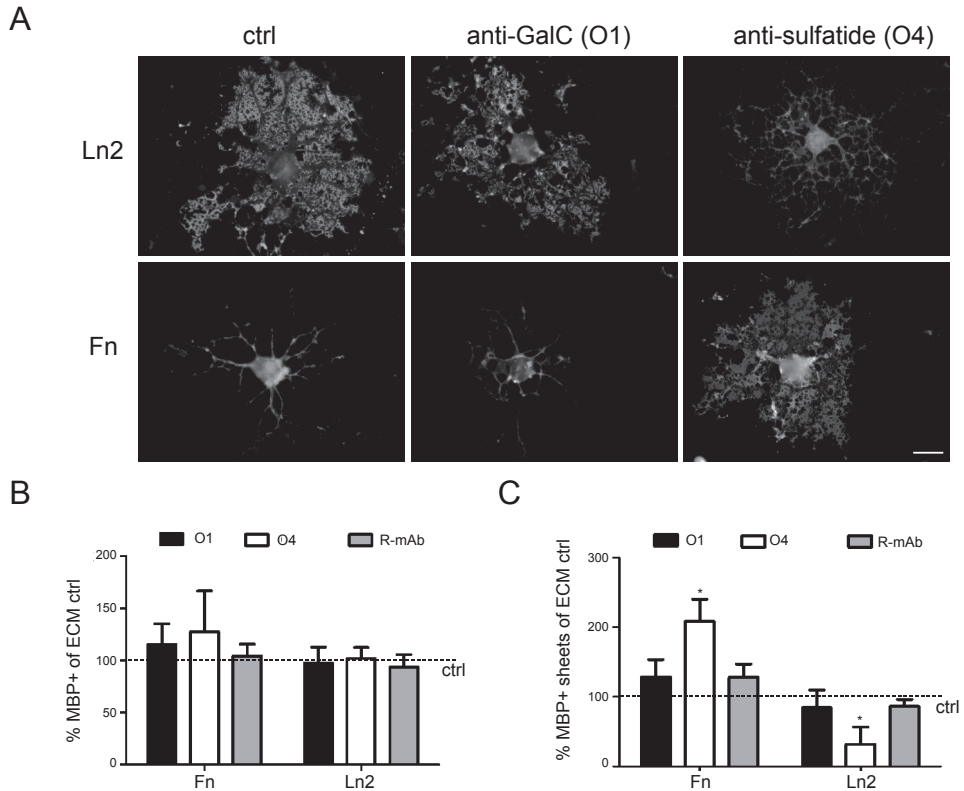 A
ctrl anti-GalC (O1) anti-sulfatide (O4)
Ln2
Fn
B
O1 O4 R-mAb
% MBP+ of ECM ctrl
200
150
100
50
0
ctrl
Fn Ln2
C
O1 O4 R-mAb
% MBP+ sheets of ECM ctrl
300
200
100
0
*
*
ctrl
Fn Ln2